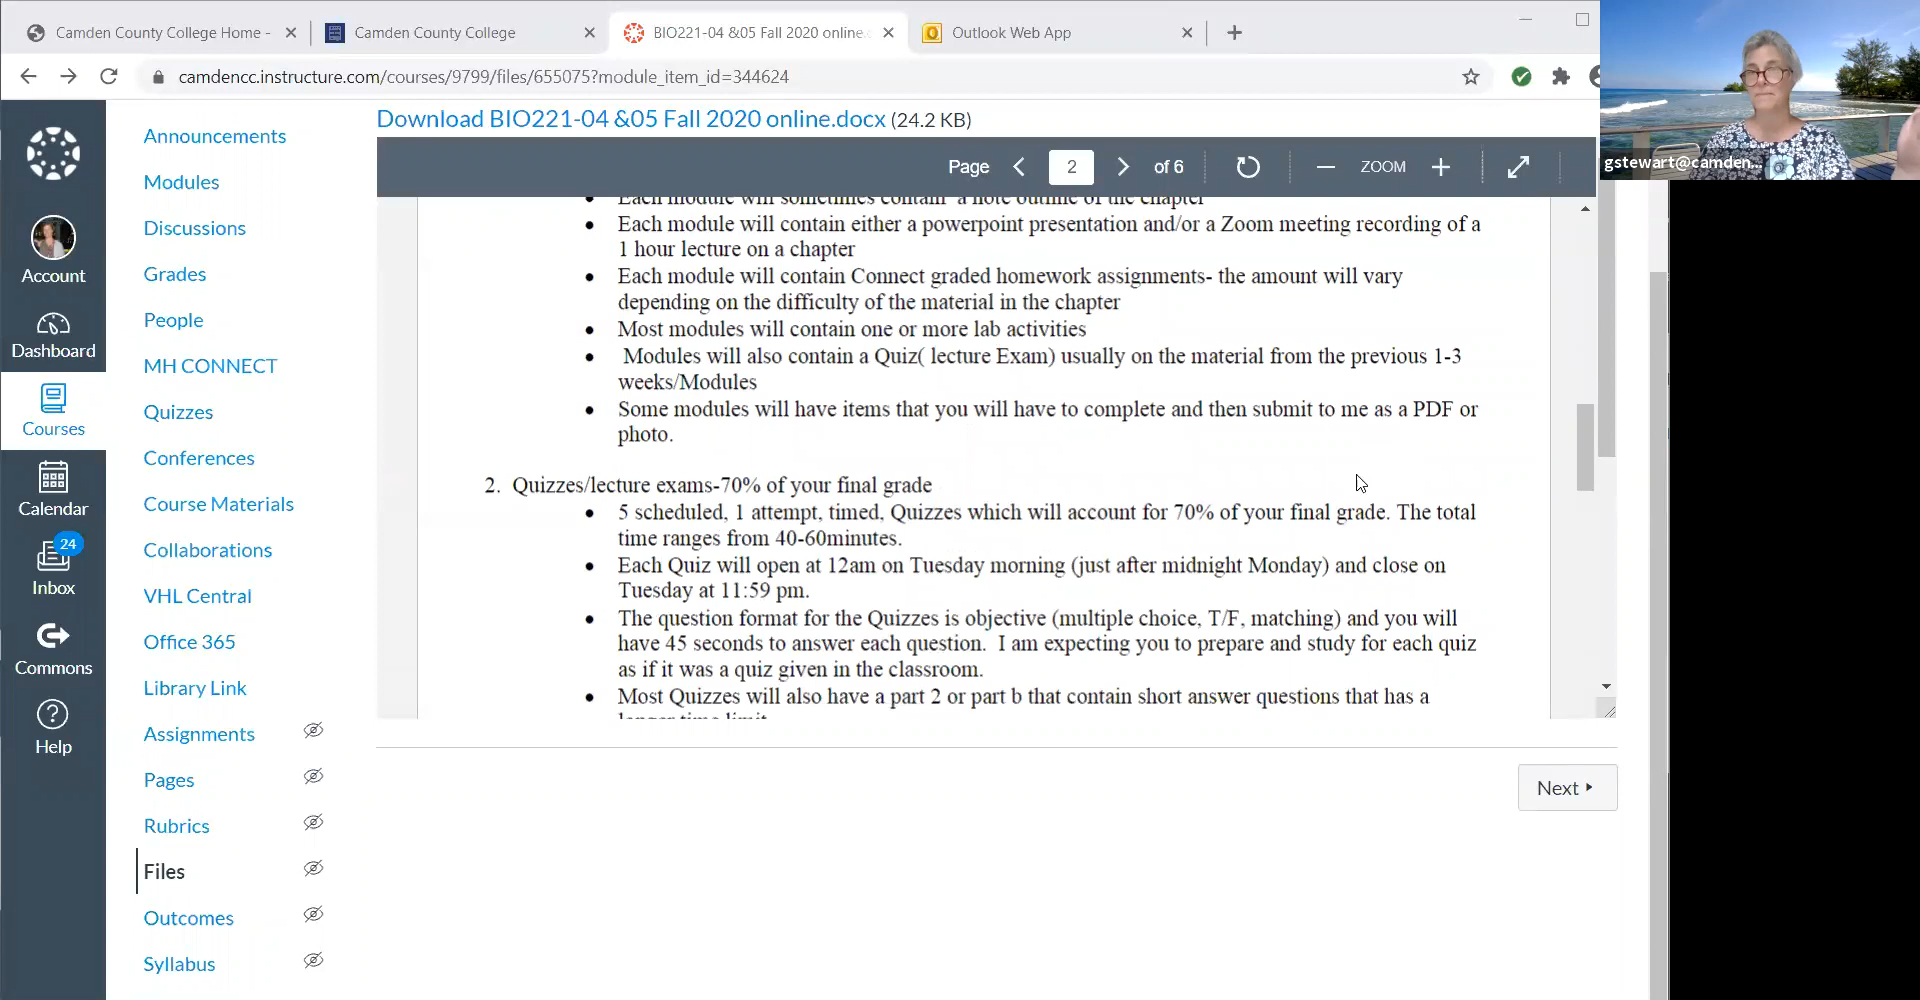 Camden County College Home -
Camden County College
BIO221-04 &05 Fall 2020 online.
Outlook Web App
camdencc.instructure.com/courses/9799/files/655075?module_item_id=344624
gstewart@camden...
Account
Dashboard
Courses
Calendar
24
Inbox
Commons
Help
Announcements
Modules
Discussions
Grades
People
MH CONNECT
Quizzes
Conferences
Course Materials
Collaborations
VHL Central
Office 365
Library Link
Assignments
Pages
Rubrics
Files
Outcomes
Syllabus
Download BIO221-04 &05 Fall 2020 online.docx (24.2 KB)
Page 2 of 6 ZOOM
Each module will sometimes contain a note outline of the chapter
• Each module will contain either a powerpoint presentation and/or a Zoom meeting recording of a
1 hour lecture on a chapter
• Each module will contain Connect graded homework assignments- the amount will vary
depending on the difficulty of the material in the chapter
• Most modules will contain one or more lab activities
• Modules will also contain a Quiz( lecture Exam) usually on the material from the previous 1-3
weeks/Modules
• Some modules will have items that you will have to complete and then submit to me as a PDF or
photo.
2. Quizzes/lecture exams-70% of your final grade
• 5 scheduled, 1 attempt, timed, Quizzes which will account for 70% of your final grade. The total
time ranges from 40-60minutes.
• Each Quiz will open at 12am on Tuesday morning (just after midnight Monday) and close on
Tuesday at 11:59 pm.
• The question format for the Quizzes is objective (multiple choice, T/F, matching) and you will
have 45 seconds to answer each question. I am expecting you to prepare and study for each quiz
as if it was a quiz given in the classroom.
• Most Quizzes will also have a part 2 or part b that contain short answer questions that has a
longer time limit
Next